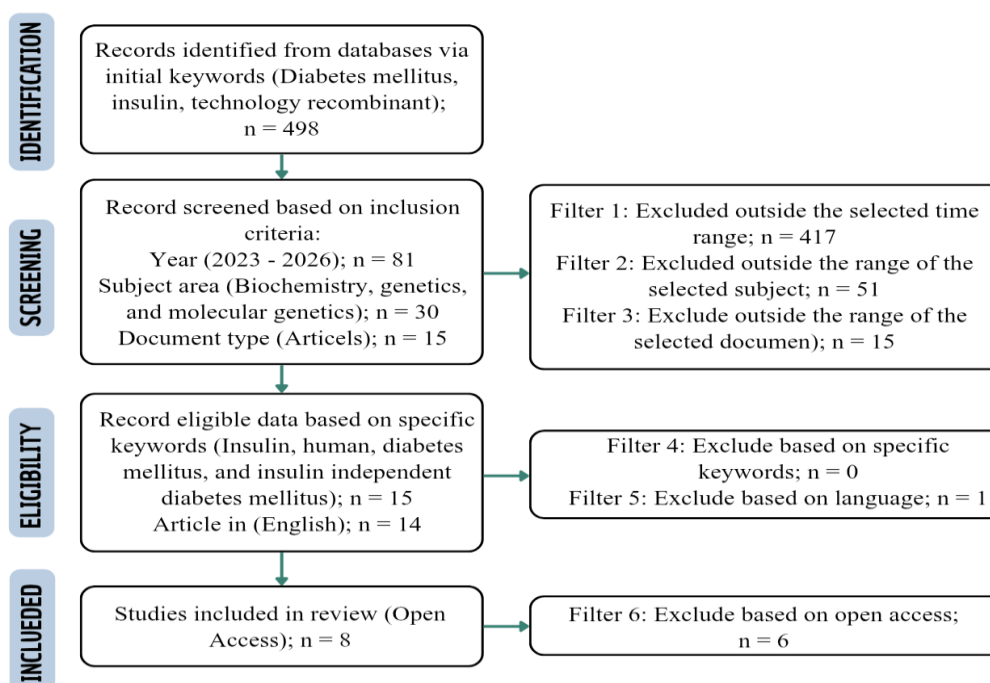 IDENTIFICATION
Records identified from databases via
initial keywords (Diabetes mellitus,
insulin, technology recombinant);
n = 498
SCREENING
Record screened based on inclusion
criteria:
Year (2023 - 2026); n = 81
Subject area (Biochemistry, genetics,
and molecular genetics); n = 30
Document type (Articels); n = 15
Filter 1: Excluded outside the selected time
range; n = 417
Filter 2: Excluded outside the range of the
selected subject; n = 51
Filter 3: Exclude outside the range of the
selected documen); n = 15
ELIGIBILITY
Record eligible data based on specific
keywords (Insulin, human, diabetes
mellitus, and insulin independent
diabetes mellitus); n = 15
Article in (English); n = 14
Filter 4: Exclude based on specific
keywords; n = 0
Filter 5: Exclude based on language; n = 1
INCLUEDED
Studies included in review (Open
Access); n = 8
Filter 6: Exclude based on open access;
n = 6